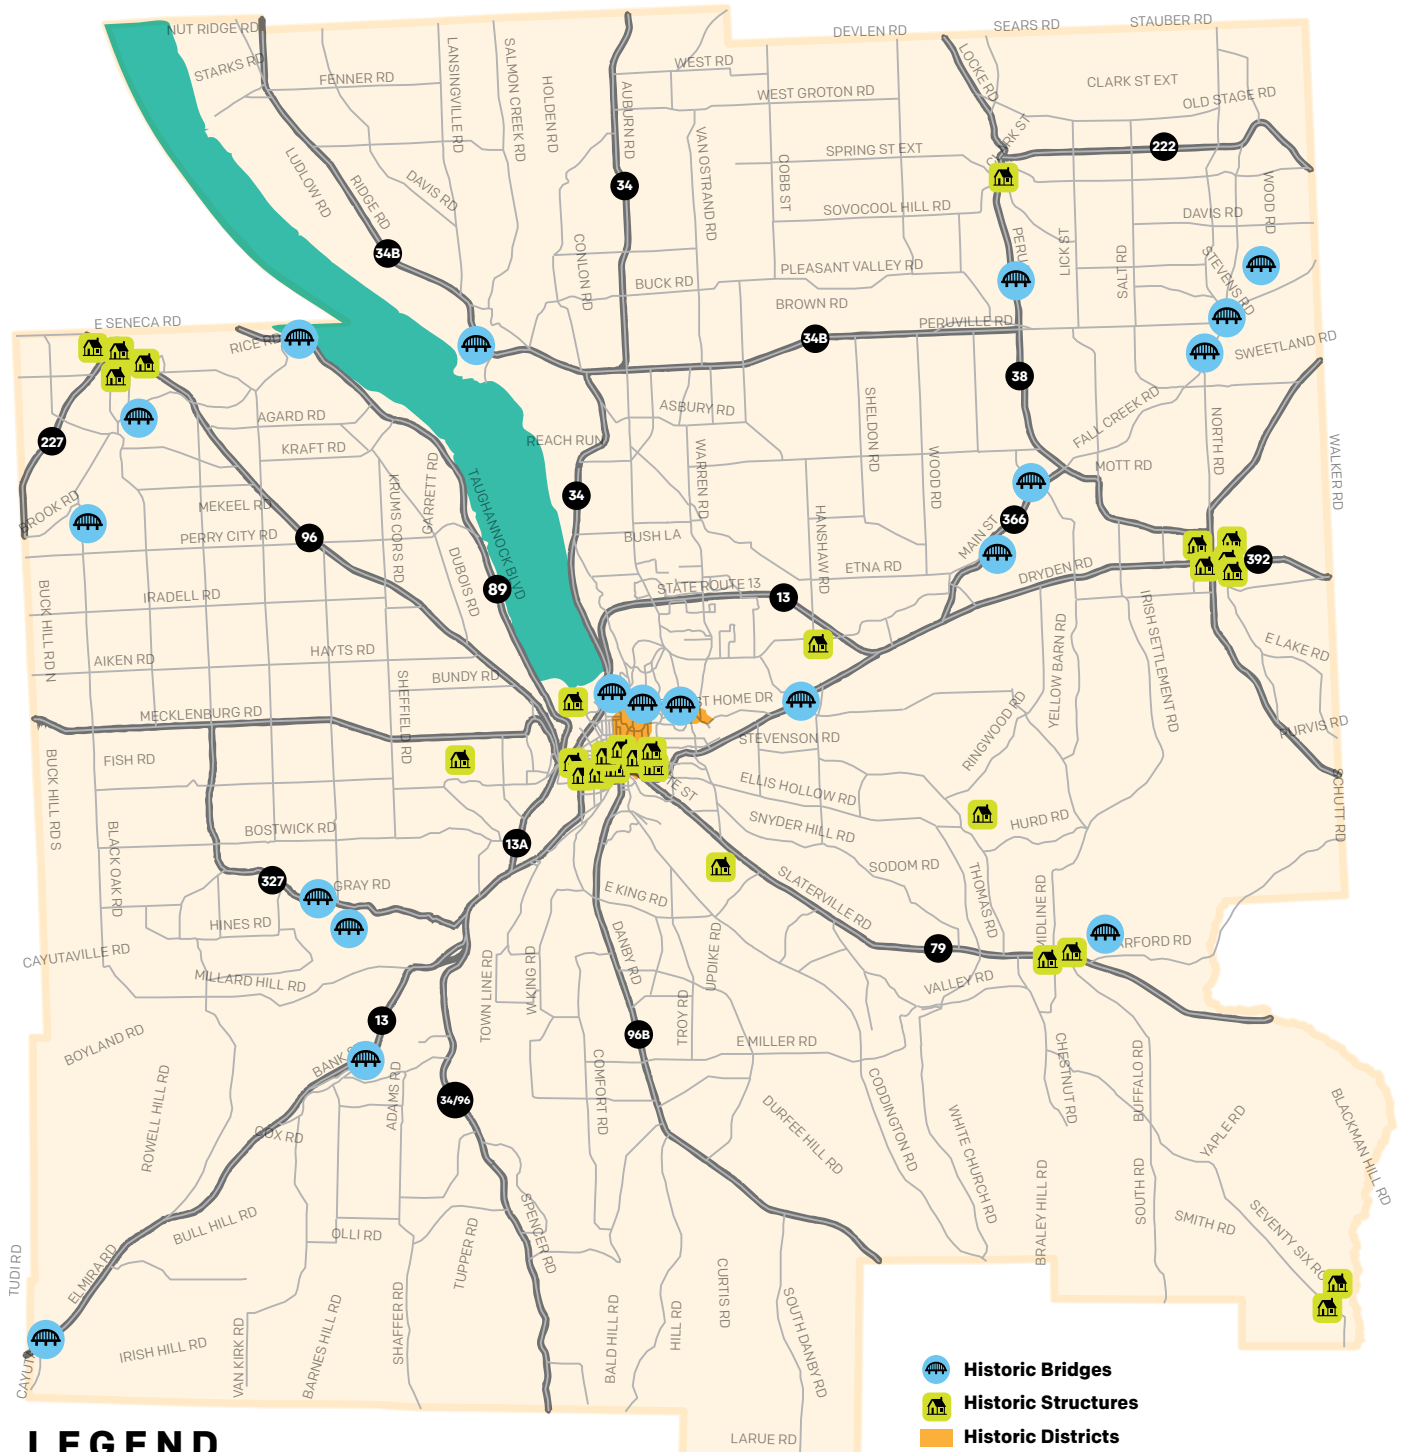 NUT RIDGE RD
STARKS RD
FENNER RD
LANSINGVILLE RD
SALMON CREEK RD
HOLDEN RD
AUBURN RD
WEST RD
DEVLEN RD
SEARS RD
STAUBER RD
LOCKE RD
CLARK ST EXT
OLD STAGE RD
WEST GROTON RD
CLARK ST
222
SPRING ST EXT
VAN OSTRAND RD
COBB ST
LUDLOW RD
RIDGE RD
DAVIS RD
34
SOVOCOOL HILL RD
DAVIS RD
WOOD RD
34B
CONLON RD
BUCK RD
PLEASANT VALLEY RD
PERU
LICK ST
SALT RD
STEVENS RD
BROWN RD
PERUVILLE RD
E SENECA RD
RICE RD
34B
SWEETLAND RD
38
AGARD RD
ASBURY RD
SHELDON RD
FALL CREEK RD
227
KRAFT RD
REACH RUN
WARREN RD
WOOD RD
MOTT RD
NORTH RD
WALKER RD
BROOK RD
MEKEEL RD
KRUMS CORS RD
GARRETT RD
TAUGHANNOCK BLVD
34
HANSHAW RD
366
MAIN ST
PERRY CITY RD
96
BUSH LA
ETNA RD
DRYDEN RD
392
BUCK HILL RD N
IRADELL RD
DUBOIS RD
89
STATE ROUTE 13
13
IRISH SETTLEMENT RD
YELLOW BARN RD
E LAKE RD
AIKEN RD
HAYTS RD
BUNDY RD
SHEFFIELD RD
ST HOME DR
RINGWOOD RD
PURVIS RD
MECKLENBURG RD
STEVENSON RD
FISH RD
BUCK HILL RD S
TE ST
ELLIS HOLLOW RD
SCHUTT RD
BLACK OAK RD
BOSTWICK RD
13A
SNYDER HILL RD
HURD RD
327
GRAY RD
E KING RD
SLATERVILLE RD
SODOM RD
THOMAS RD
MIDLINE RD
HINES RD
DANBY RD
UPDIKE RD
79
ARFORD RD
CAYUTAVILLE RD
MILLARD HILL RD
TOWN LINE RD
W KING RD
VALLEY RD
13
TROY RD
BOYLAND RD
BANK S
96B
E MILLER RD
CHESTNUT RD
BUFFALO RD
ROWELL HILL RD
ADAMS RD
34/96
COMFORT RD
DURFEE HILL RD
CODDINGTON RD
WHITE CHURCH RD
YAPLE RD
BLACKMAN HILL RD
COX RD
BULL HILL RD
OLLI RD
TUPPER RD
SPENCER RD
BRALEY HILL RD
SOUTH RD
SMITH RD
SEVENTY SIX RO
TUDI RD
ELMIRA RD
CURTIS RD
SOUTH DANBY RD
CAYUT
IRISH HILL RD
VAN KIRK RD
BARNES HILL RD
SHAFFER RD
BALD HILL RD
HILL RD
LARUE RD
Historic Bridges
Historic Structures
Historic Districts
LEGEND